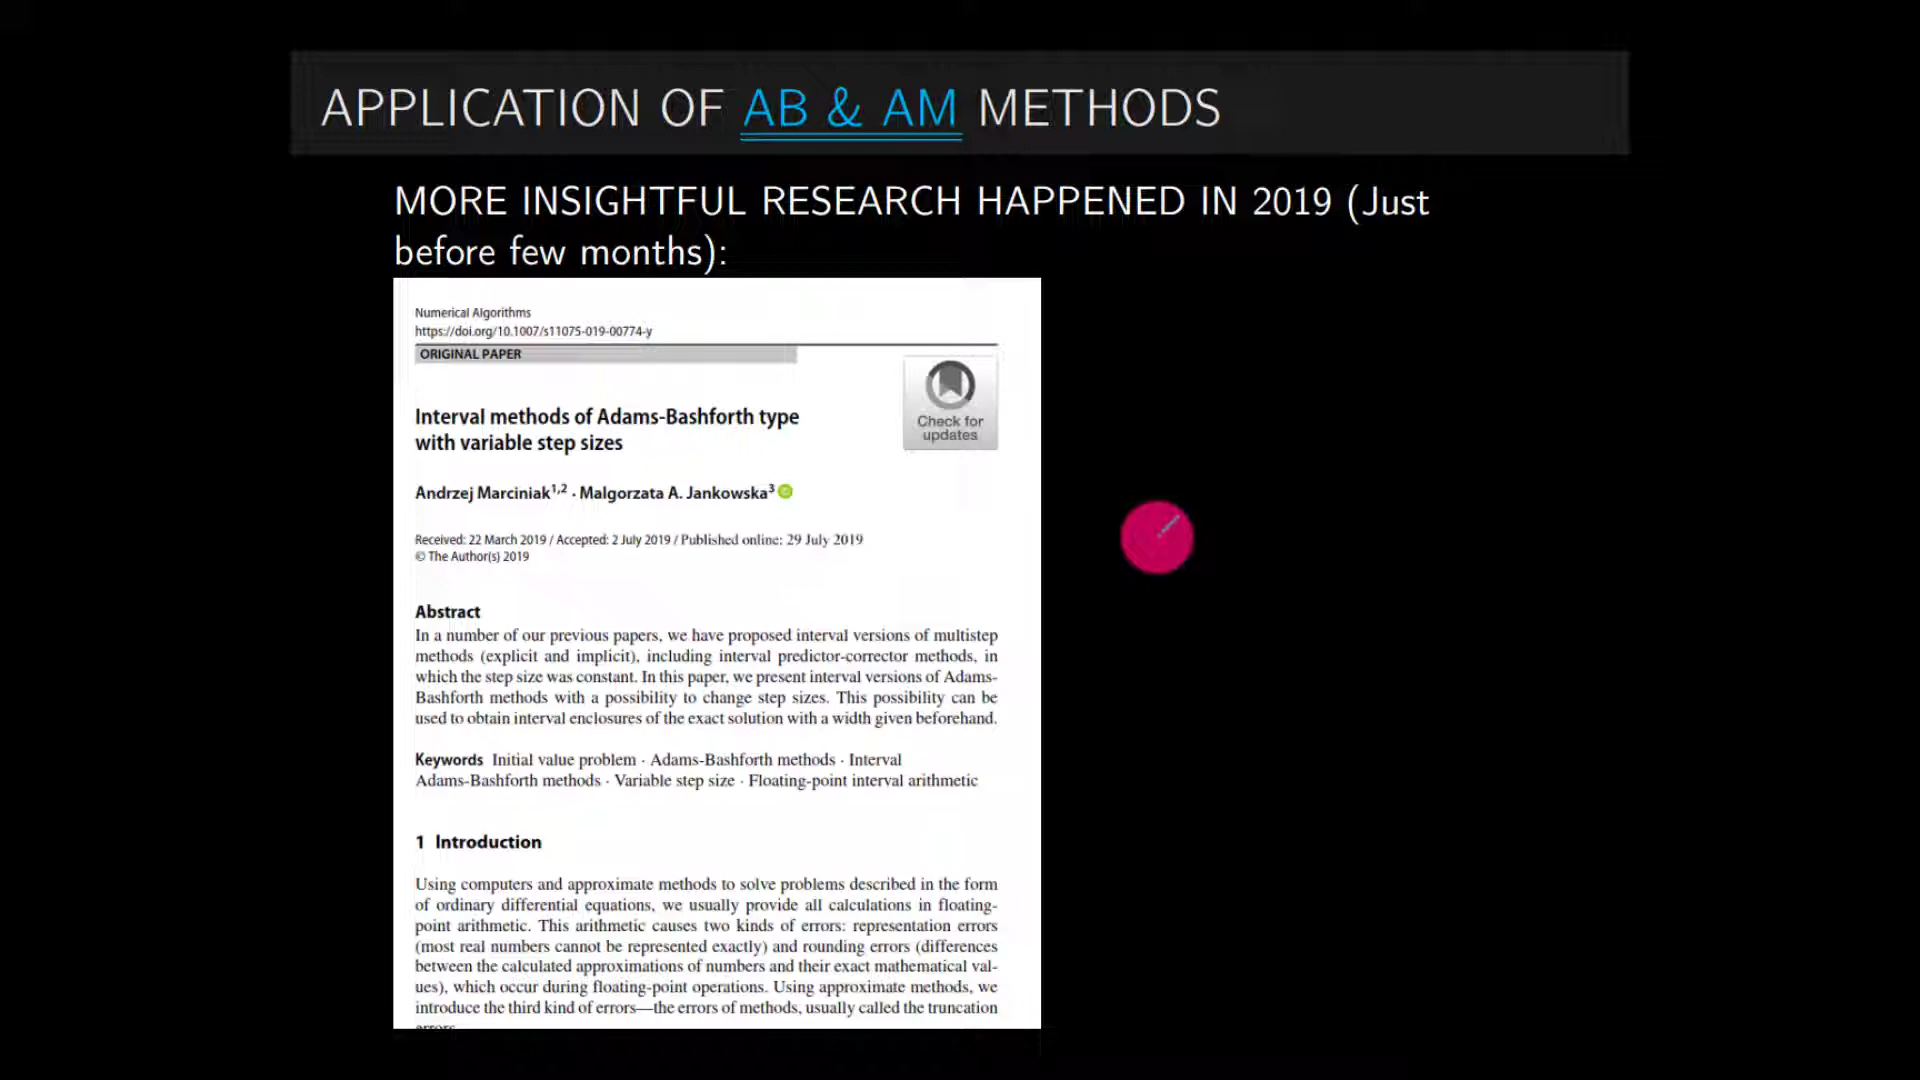 APPLICATION OF AB & AM METHODS
MORE INSIGHTFUL RESEARCH HAPPENED IN 2019 (Just
before few months):
Numerical Algorithms
https://doi.org/10.1007/s11075-019-00774-y
ORIGINAL PAPER
Check for
updates
Interval methods of Adams-Bashforth type
with variable step sizes
Andrzej Marciniak1,2 · Malgorzata A. Jankowska3
Received: 22 March 2019 / Accepted: 2 July 2019 / Published online: 29 July 2019
© The Author(s) 2019
Abstract
In a number of our previous papers, we have proposed interval versions of multistep
methods (explicit and implicit), including interval predictor-corrector methods, in
which the step size was constant. In this paper, we present interval versions of Adams-
Bashforth methods with a possibility to change step sizes. This possibility can be
used to obtain interval enclosures of the exact solution with a width given beforehand.
Keywords Initial value problem · Adams-Bashforth methods · Interval
Adams-Bashforth methods · Variable step size · Floating-point interval arithmetic
1 Introduction
Using computers and approximate methods to solve problems described in the form
of ordinary differential equations, we usually provide all calculations in floating-
point arithmetic. This arithmetic causes two kinds of errors: representation errors
(most real numbers cannot be represented exactly) and rounding errors (differences
between the calculated approximations of numbers and their exact mathematical val-
ues), which occur during floating-point operations. Using approximate methods, we
introduce the third kind of errors—the errors of methods, usually called the truncation